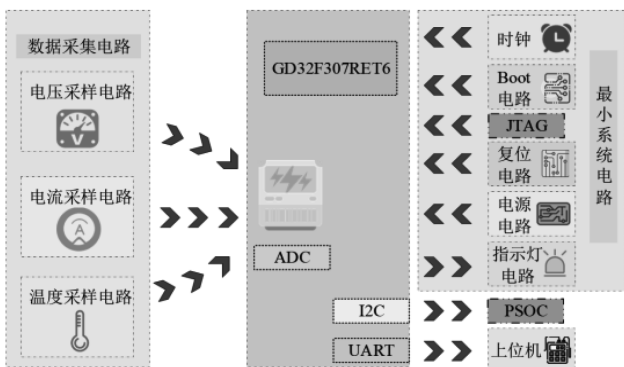 数据采集电路
电压采样电路
V
电流采样电路
A
温度采样电路
GD32F307RET6
ADC
I2C
UART
时钟
Boot
电路
JTAG
复位
电路
电源
电路
指示灯
电路
最小系统电路
PSOC
上位机